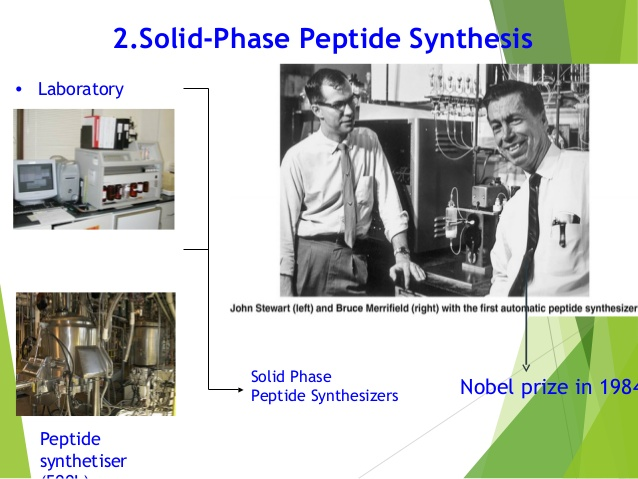 2.Solid-Phase Peptide Synthesis
• Laboratory
John Stewart (left) and Bruce Merrifield (right) with the first automatic peptide synthesizer
Solid Phase
Peptide Synthesizers
Nobel prize in 1984
Peptide
synthetiser